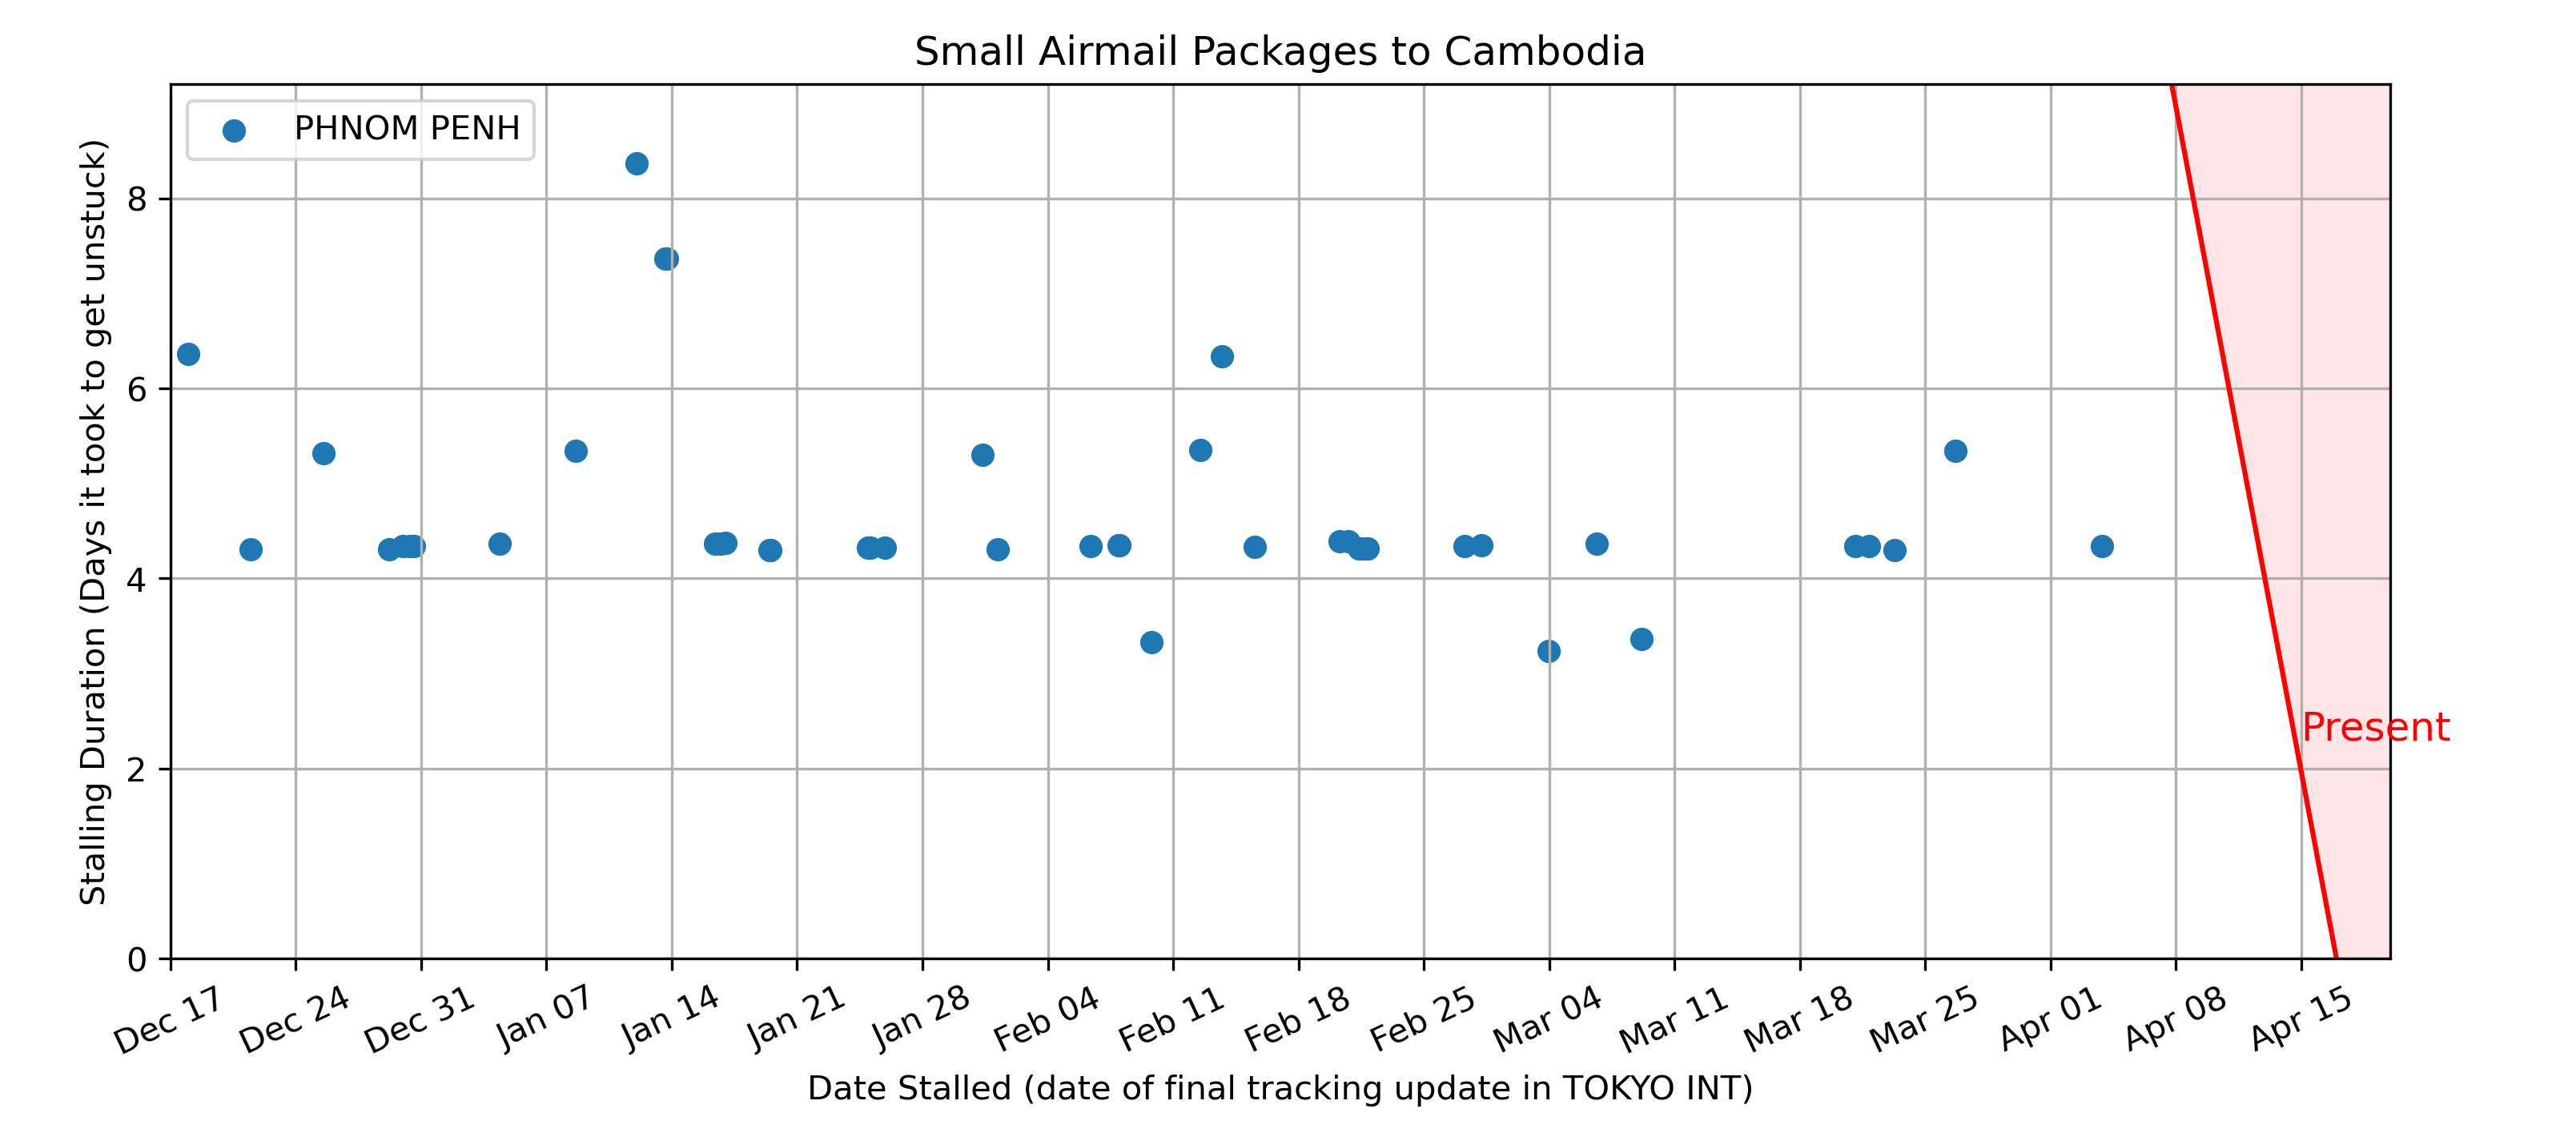 Small Airmail Packages to Cambodia
PHNOM PENH
Stalling Duration (Days it took to get unstuck)
8
6
4
2
0
Present
Dec 17
Dec 24
Dec 31
Jan 07
Jan 14
Jan 21
Jan 28
Feb 04
Feb 11
Feb 18
Feb 25
Mar 04
Mar 11
Mar 18
Mar 25
Apr 01
Apr 08
Apr 15
Date Stalled (date of final tracking update in TOKYO INT)